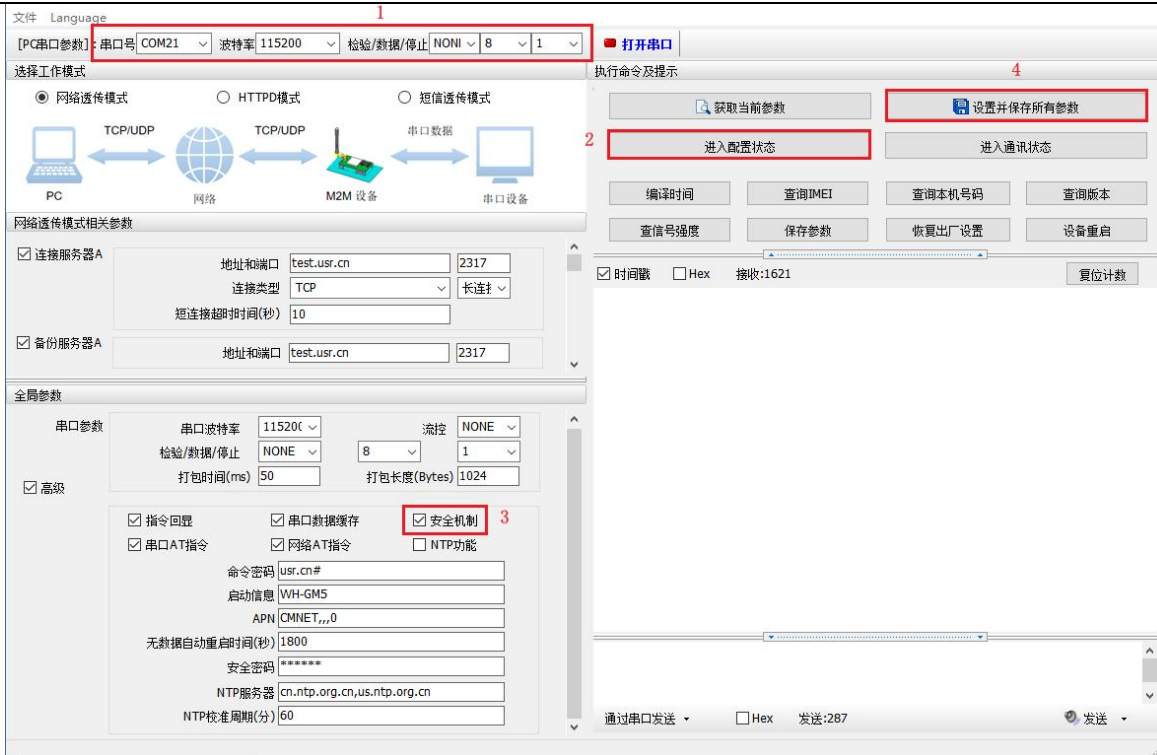 文件 Language
1
[PC串口参数]: 串口号 COM21 波特率 115200 检验/数据/停止 NONI 8 1 打开串口
选择工作模式
网络透传模式 HTTPD模式 短信透传模式
TCP/UDP TCP/UDP 串口数据
PC 网络 M2M 设备 串口设备
网络透传模式相关参数
连接服务器A
地址和端口 test.usr.cn 2317
连接类型 TCP 长连接
短连接超时时间(秒) 10
备份服务器A
地址和端口 test.usr.cn 2317
全局参数
串口参数 串口波特率 115200 流控 NONE
检验/数据/停止 NONE 8 1
打包时间(ms) 50 打包长度(Bytes) 1024
高级
指令回显 串口数据缓存 安全机制 3
串口AT指令 网络AT指令 NTP功能
命令密码 usr.cn#
启动信息 WH-GM5
APN CMNET,,,0
无数据自动重启时间(秒) 1800
安全密码 ******
NTP服务器 cn.ntp.org.cn,us.ntp.org.cn
NTP校准周期(分) 60
执行命令及提示 4
获取当前参数 设置并保存所有参数
2 进入配置状态 进入通讯状态
编译时间 查询IMEI 查询本机号码 查询版本
查信号强度 保存参数 恢复出厂设置 设备重启
时间戳 Hex 接收:1621 复位计数
通过串口发送 Hex 发送:287 发送